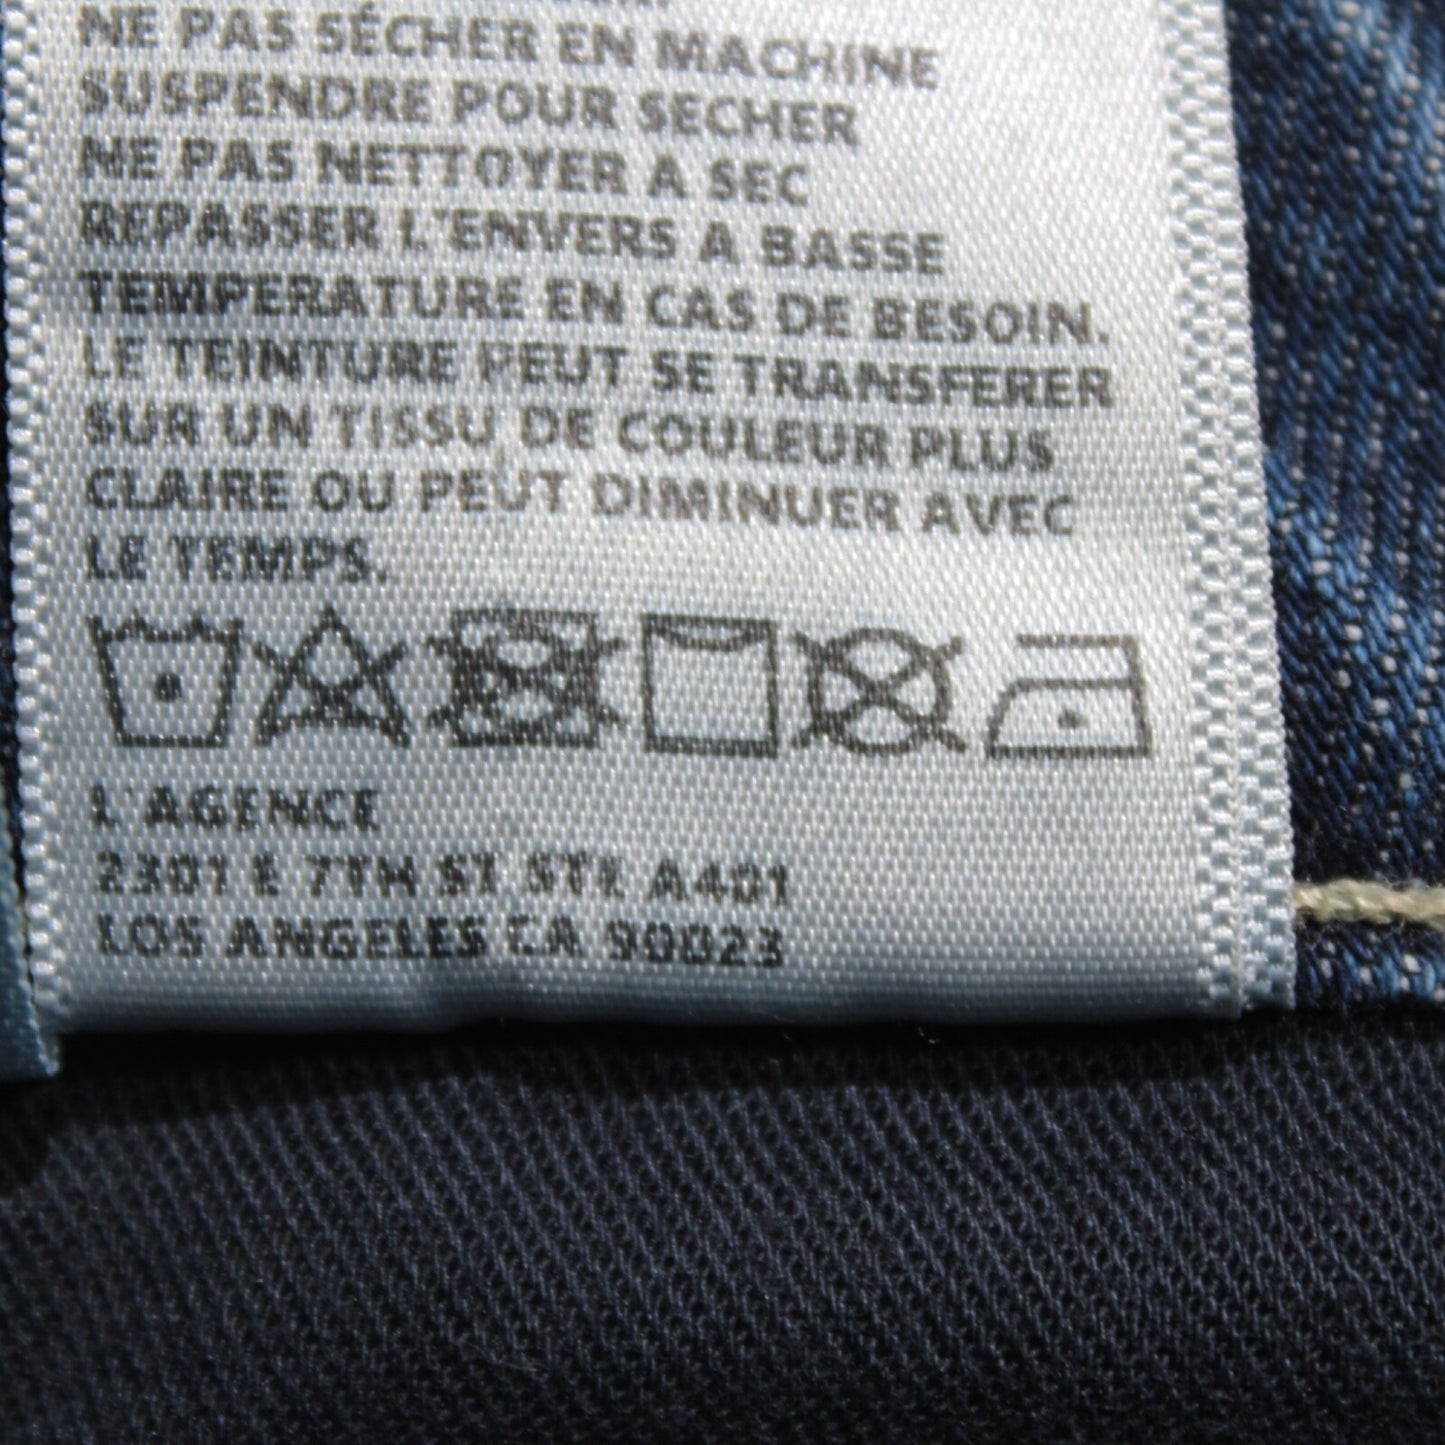 NE PAS SÉCHER EN MACHINE
SUSPENDRE POUR SECHER
NE PAS NETTOYER A SEC
REPASSER L'ENVERS A BASSE
TEMPERATURE EN CAS DE BESOIN.
LE TEINTURE PEUT SE TRANSFERER
SUR UN TISSU DE COULEUR PLUS
CLAIRE OU PEUT DIMINUER AVEC
LE TEMPS.
L'AGENCE
2301 E 7TH ST STE A401
LOS ANGELES CA 90023